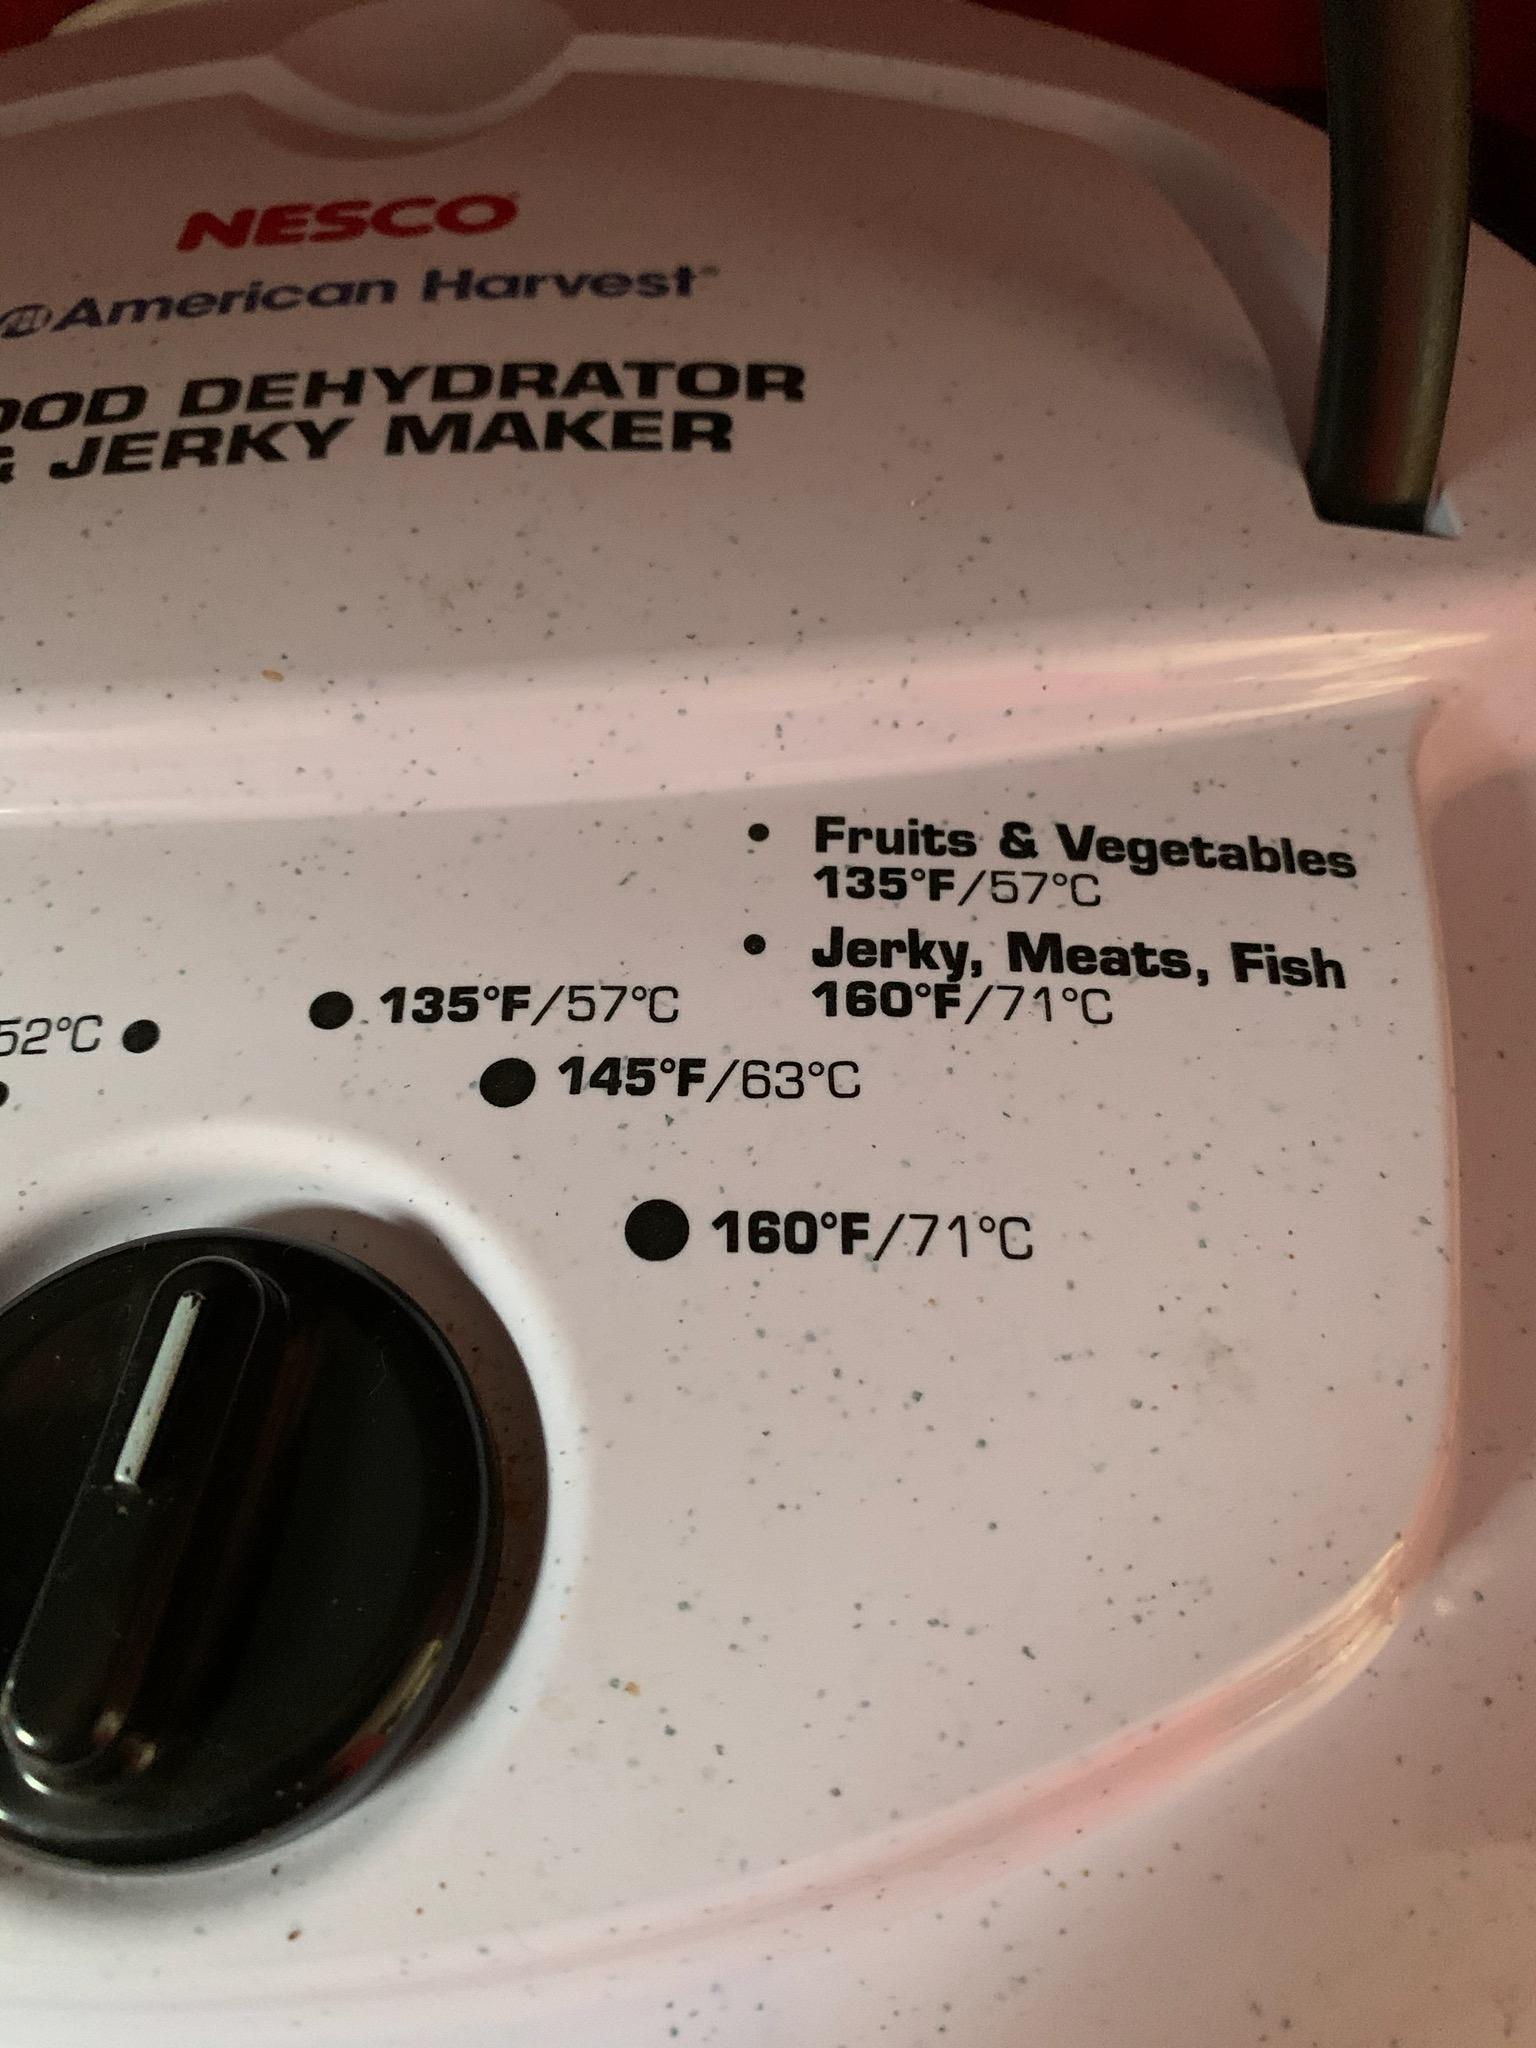 NESCO
American Harvest
DEHYDRATOR
& JERKY MAKER
• Fruits & Vegetables
135°F/57°C
• Jerky, Meats, Fish
160°F/71°C
52°C
135°F/57°C
145°F/63°C
160°F/71°C